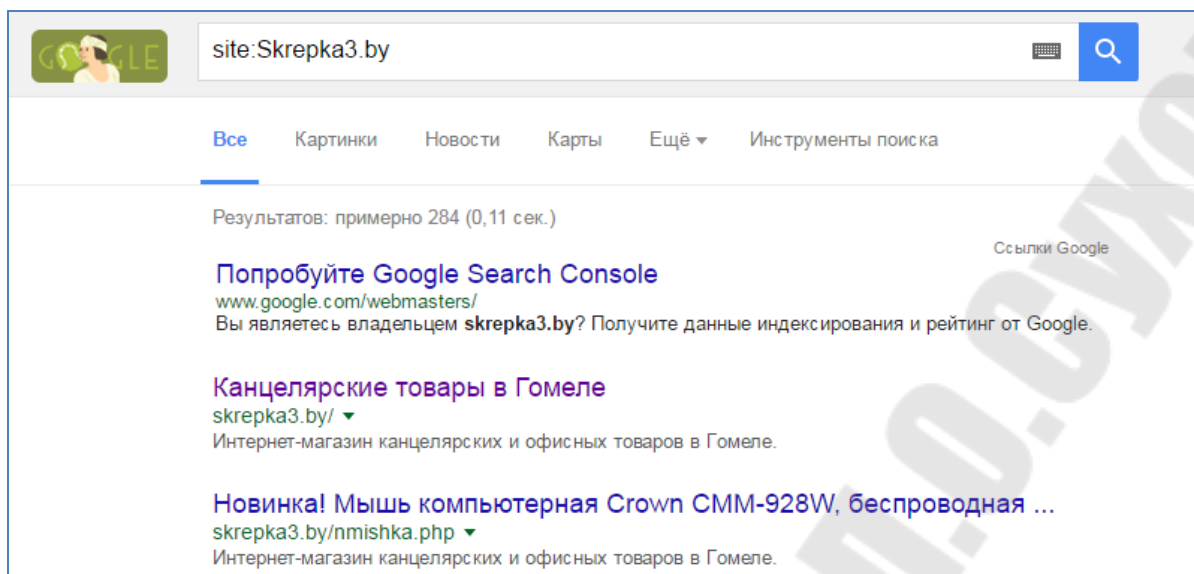 GOOGLE
site:Skrepka3.by
Все Картинки Новости Карты Ещё Инструменты поиска
Результатов: примерно 284 (0,11 сек.)
Ссылки Google
Попробуйте Google Search Console
www.google.com/webmasters/
Вы являетесь владельцем skrepka3.by? Получите данные индексирования и рейтинг от Google.
Канцелярские товары в Гомеле
skrepka3.by/
Интернет-магазин канцелярских и офисных товаров в Гомеле.
Новинка! Мышь компьютерная Crown CMM-928W, беспроводная ...
skrepka3.by/nmishka.php
Интернет-магазин канцелярских и офисных товаров в Гомеле.